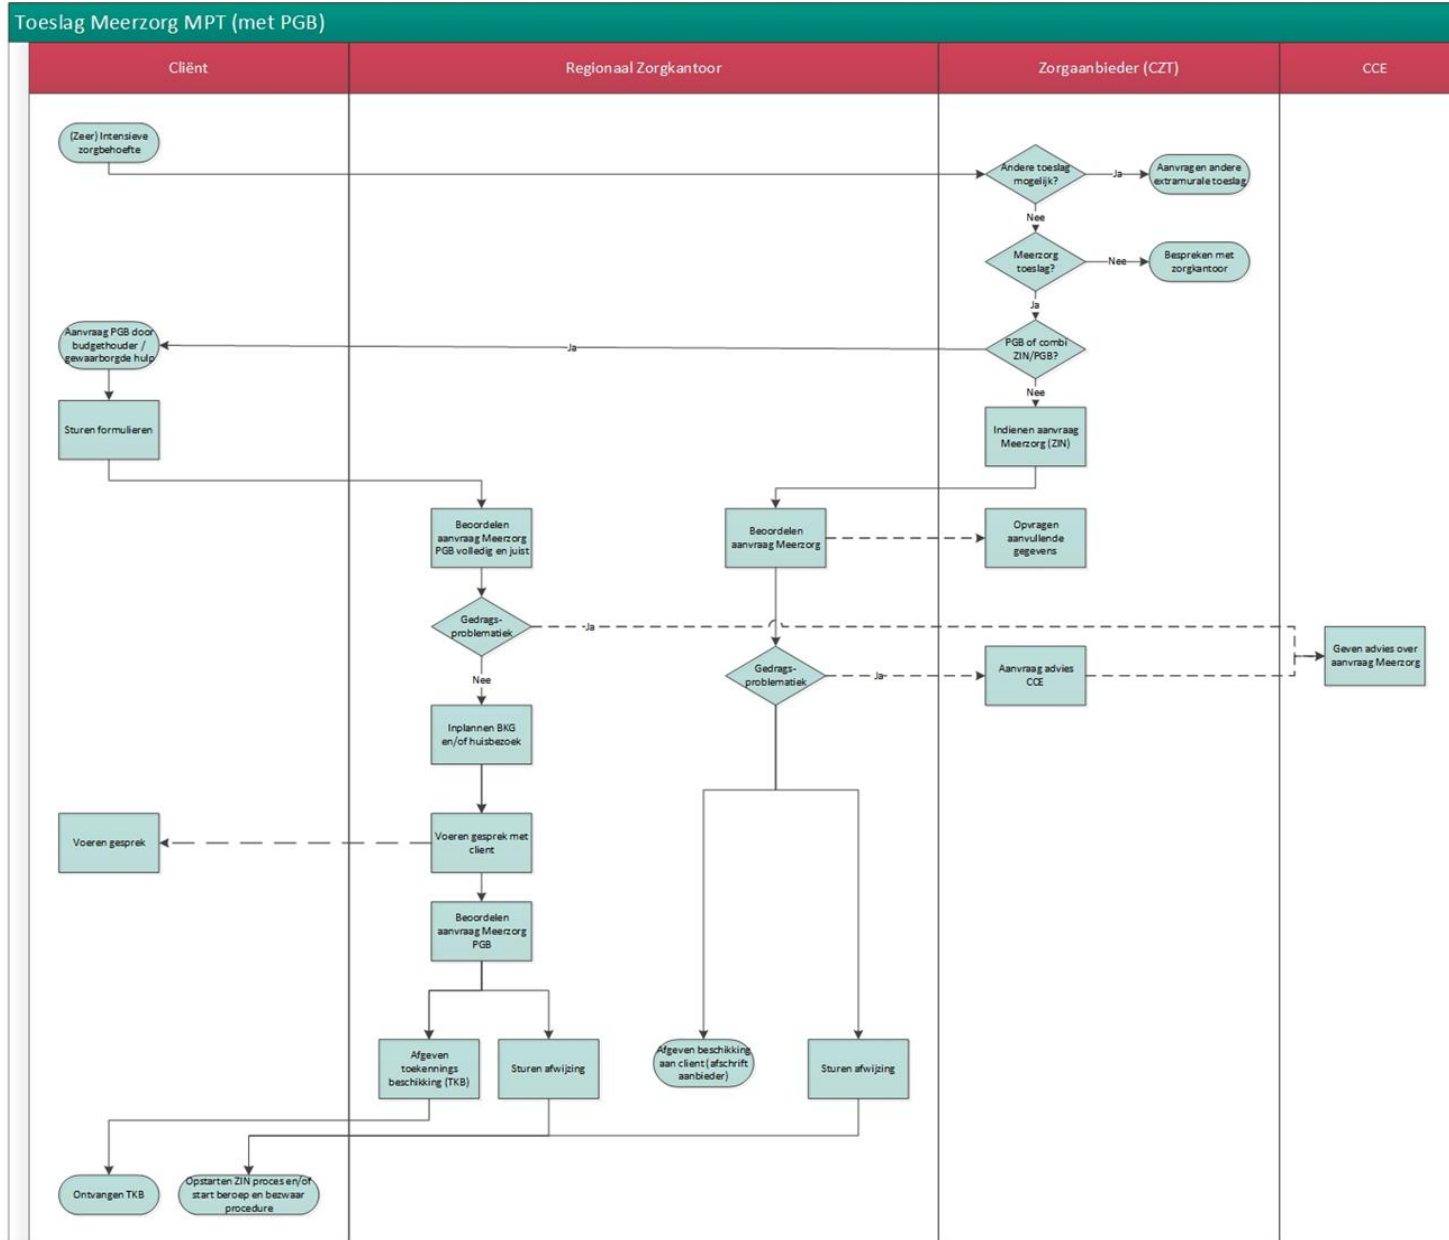 Toeslag Meerzorg MPT (met PGB)
Cliënt
Regionaal Zorgkantoor
Zorgaanbieder (CZT)
CCE
(Zeer) Intensieve
zorgbehoefte
Andere toeslag
mogelijk?
Ja
Aanvragen andere
extramurale toeslag
Nee
Meerzorg
toeslag?
Nee
Bespreken met
zorgkantoor
Ja
Aanvraag PGB door
budgethouder /
gewaarborgde hulp
Ja
PGB of combi
ZIN/PGB?
Nee
Sturen formulieren
Indienen aanvraag
Meerzorg (ZIN)
Beoordelen
aanvraag Meerzorg
PGB volledig en juist
Beoordelen
aanvraag Meerzorg
Opvragen
aanvullende
gegevens
Gedrags-
problematiek
Ja
Nee
Gedrags-
problematiek
Ja
Aanvraag advies
CCE
Geven advies over
aanvraag Meerzorg
Inplannen BKG
en/of huisbezoek
Voeren gesprek
Voeren gesprek met
client
Beoordelen
aanvraag Meerzorg
PGB
Afgeven
toekennings
beschikking (TKB)
Sturen afwijzing
Afgeven beschikking
aan client (afschrift
aanbieder)
Sturen afwijzing
Ontvangen TKB
Opstarten ZIN proces en/of
start beroep en bezwaar
procedure